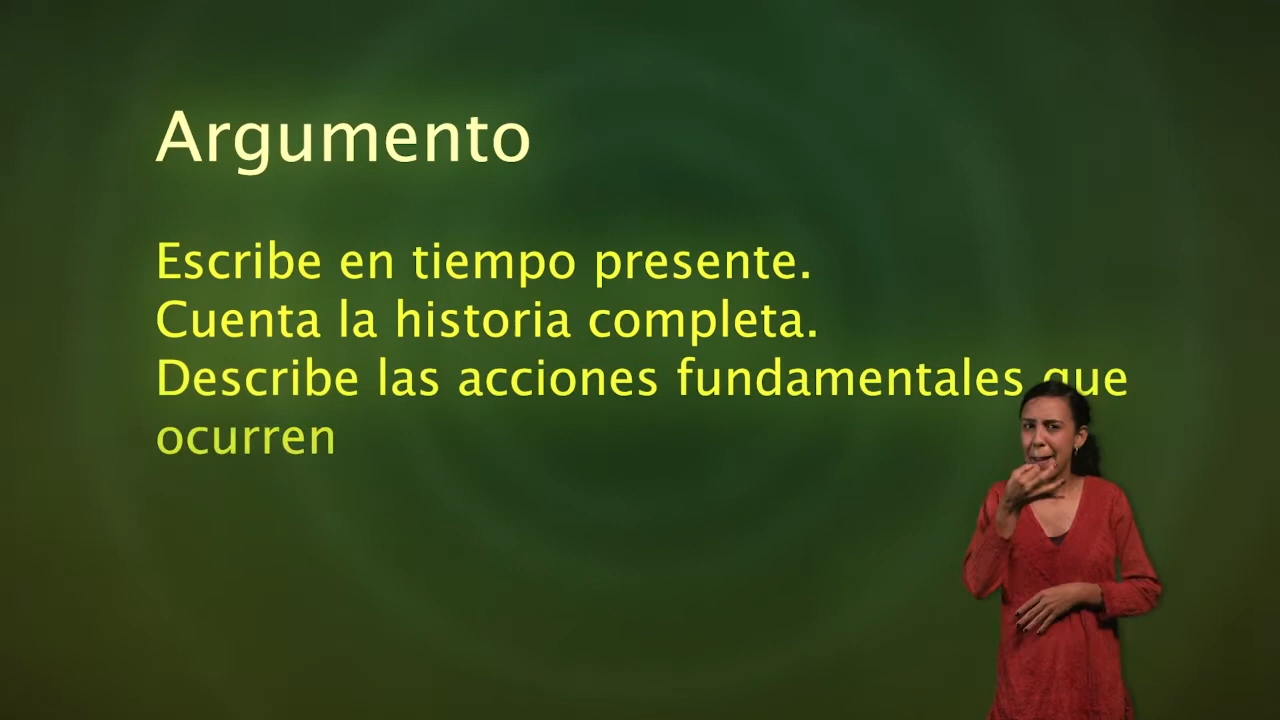 Argumento
Escribe en tiempo presente.
Cuenta la historia completa.
Describe las acciones fundamentales que
ocurren